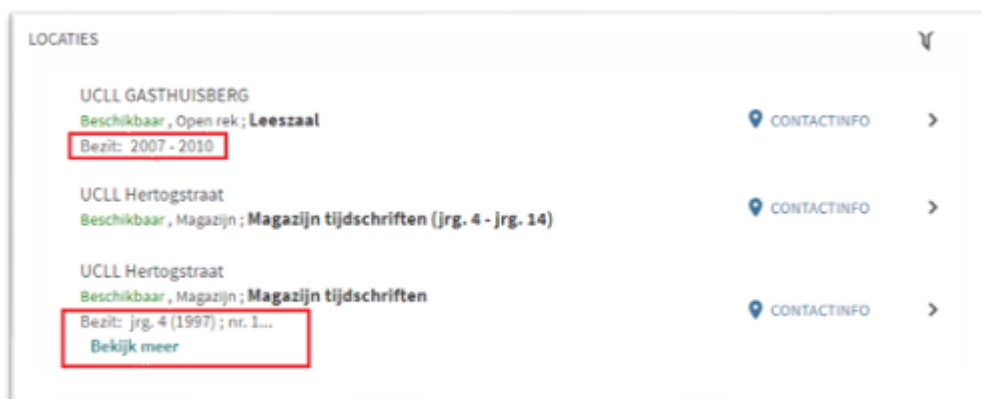 LOCATIES
UCLL GASTHUISBERG
Beschikbaar , Open rek ; Leeszaal
CONTACTINFO
Bezit: 2007 - 2010
UCLL Hertogstraat
Beschikbaar , Magazijn ; Magazijn tijdschriften (jrg. 4 - jrg. 14)
CONTACTINFO
UCLL Hertogstraat
Beschikbaar , Magazijn ; Magazijn tijdschriften
Bezit: jrg. 4 (1997) ; nr. 1...
CONTACTINFO
Bekijk meer